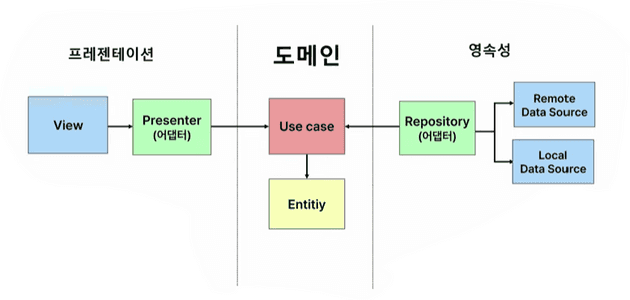 프레젠테이션
도메인
영속성
View
Presenter
(어댑터)
Use case
Entitiy
Repository
(어댑터)
Remote
Data Source
Local
Data Source